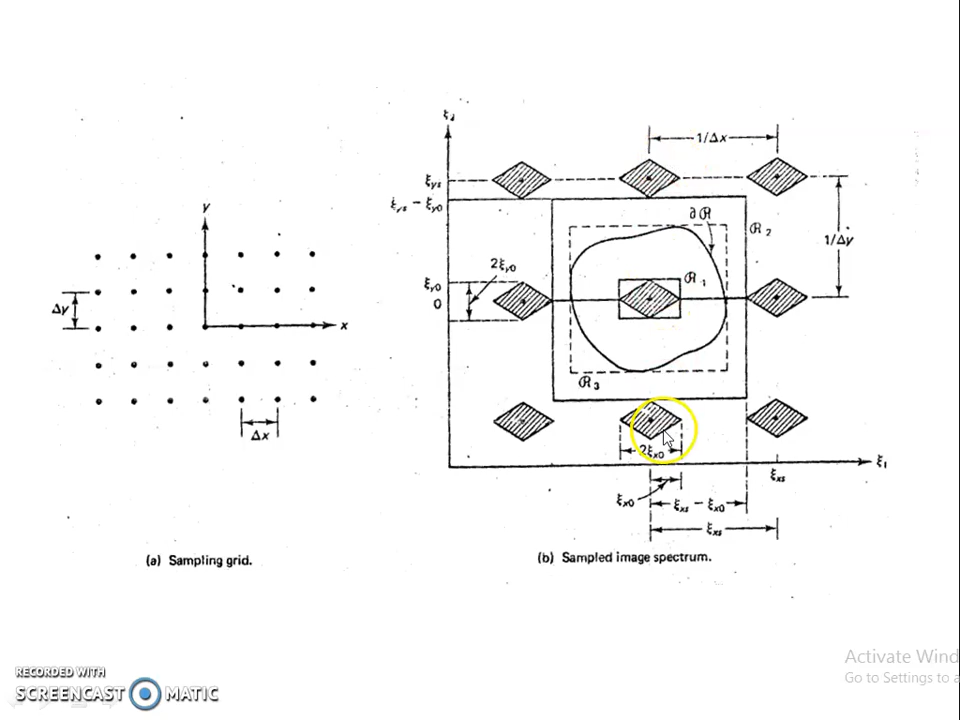 y
x
Δy
Δx
(a) Sampling grid.
ξ₂
1/Δx
ξys
ξys − ξy0
∂ℛ
ℛ₂
1/Δy
2ξy0
ξy0
0
ℛ₁
ℛ₃
2ξx0
ξ₁
ξxs
ξx0
ξxs − ξx0
ξxs
(b) Sampled image spectrum.
Activate Wind
Go to Settings to a
RECORDED WITH
SCREENCAST MATIC